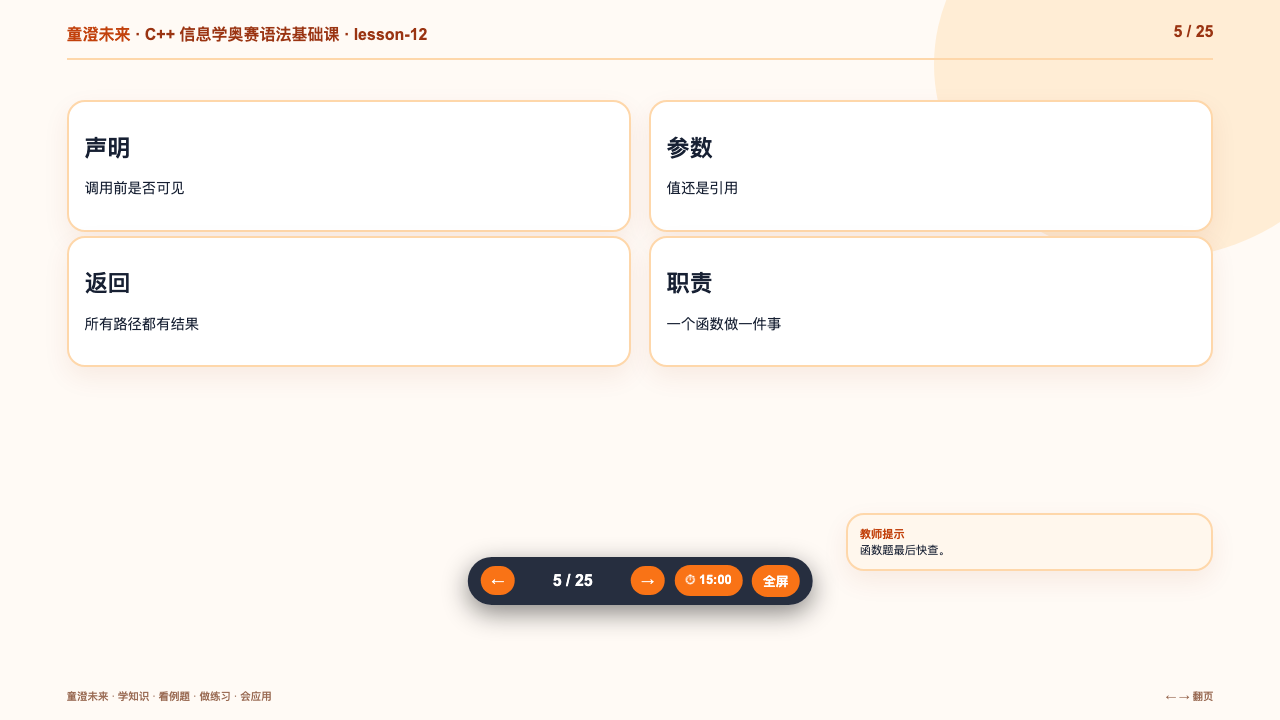 童澄未来 · C++ 信息学奥赛语法基础课 · lesson-12
5 / 25
声明
调用前是否可见
参数
值还是引用
返回
所有路径都有结果
职责
一个函数做一件事
教师提示
函数题最后快查。
← 5 / 25 → ⏱ 15:00 全屏
童澄未来 · 学知识 · 看例题 · 做练习 · 会应用
←→ 翻页